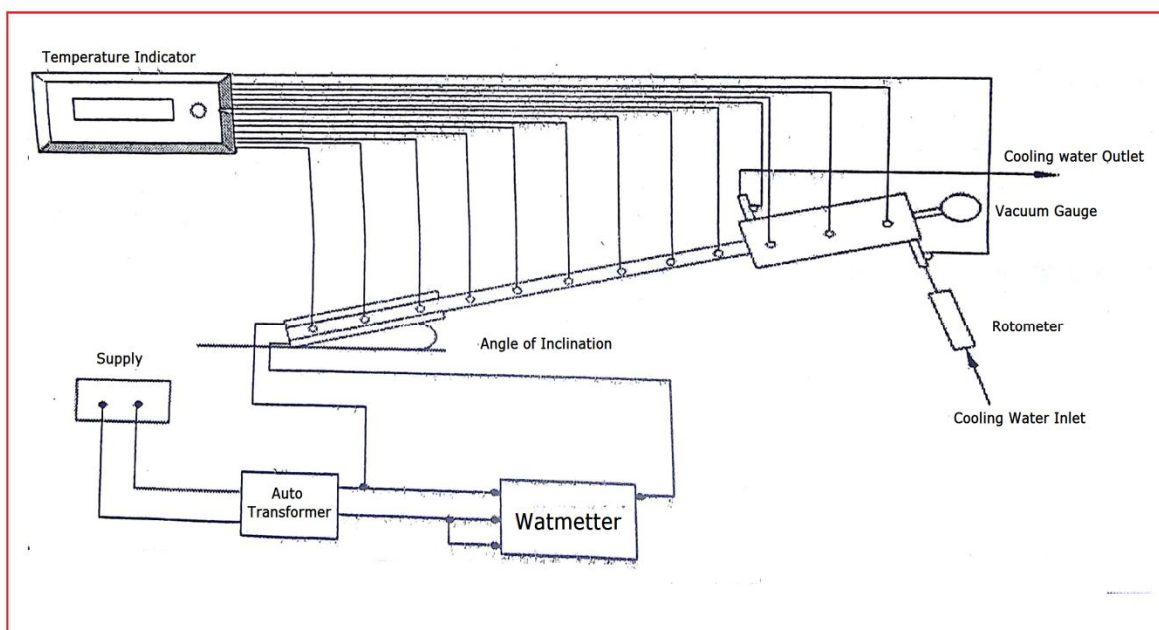 Temperature Indicator
Cooling water Outlet
Vacuum Gauge
Rotometer
Angle of Inclination
Supply
Cooling Water Inlet
Auto
Transformer
Watmetter